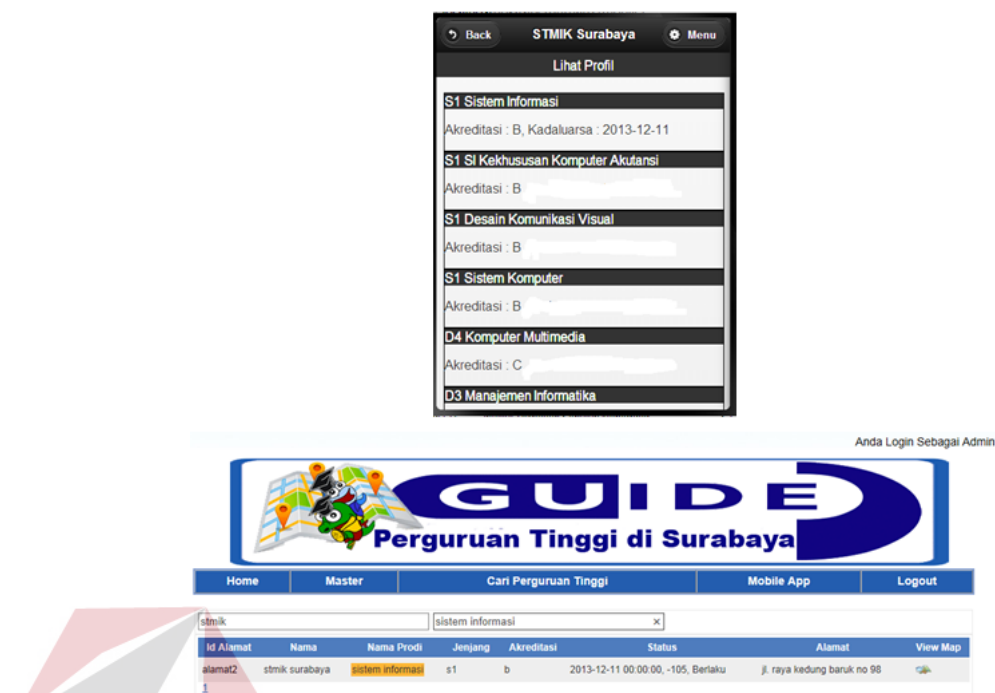 Back STMIK Surabaya Menu
Lihat Profil
S1 Sistem Informasi
Akreditasi : B, Kadaluarsa : 2013-12-11
S1 SI Kekhususan Komputer Akutansi
Akreditasi : B
S1 Desain Komunikasi Visual
Akreditasi : B
S1 Sistem Komputer
Akreditasi : B
D4 Komputer Multimedia
Akreditasi : C
D3 Manajemen Informatika
Anda Login Sebagai Admin
GUIDE
Perguruan Tinggi di Surabaya
Home Master Cari Perguruan Tinggi Mobile App Logout
stmik sistem informasi ×
Id Alamat Nama Nama Prodi Jenjang Akreditasi Status Alamat View Map
alamat2 stmik surabaya sistem informasi s1 b 2013-12-11 00:00:00, -105, Berlaku jl. raya kedung baruk no 98
1